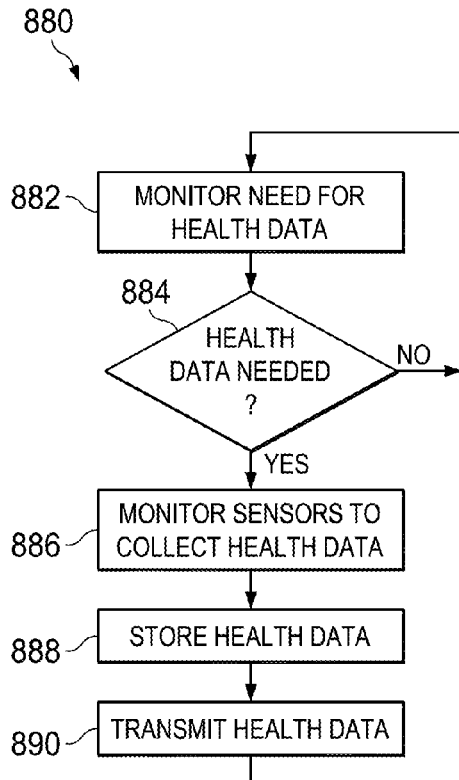 880
882
MONITOR NEED FOR
HEALTH DATA
884
HEALTH
DATA NEEDED
?
NO
YES
886
MONITOR SENSORS TO
COLLECT HEALTH DATA
888
STORE HEALTH DATA
890
TRANSMIT HEALTH DATA